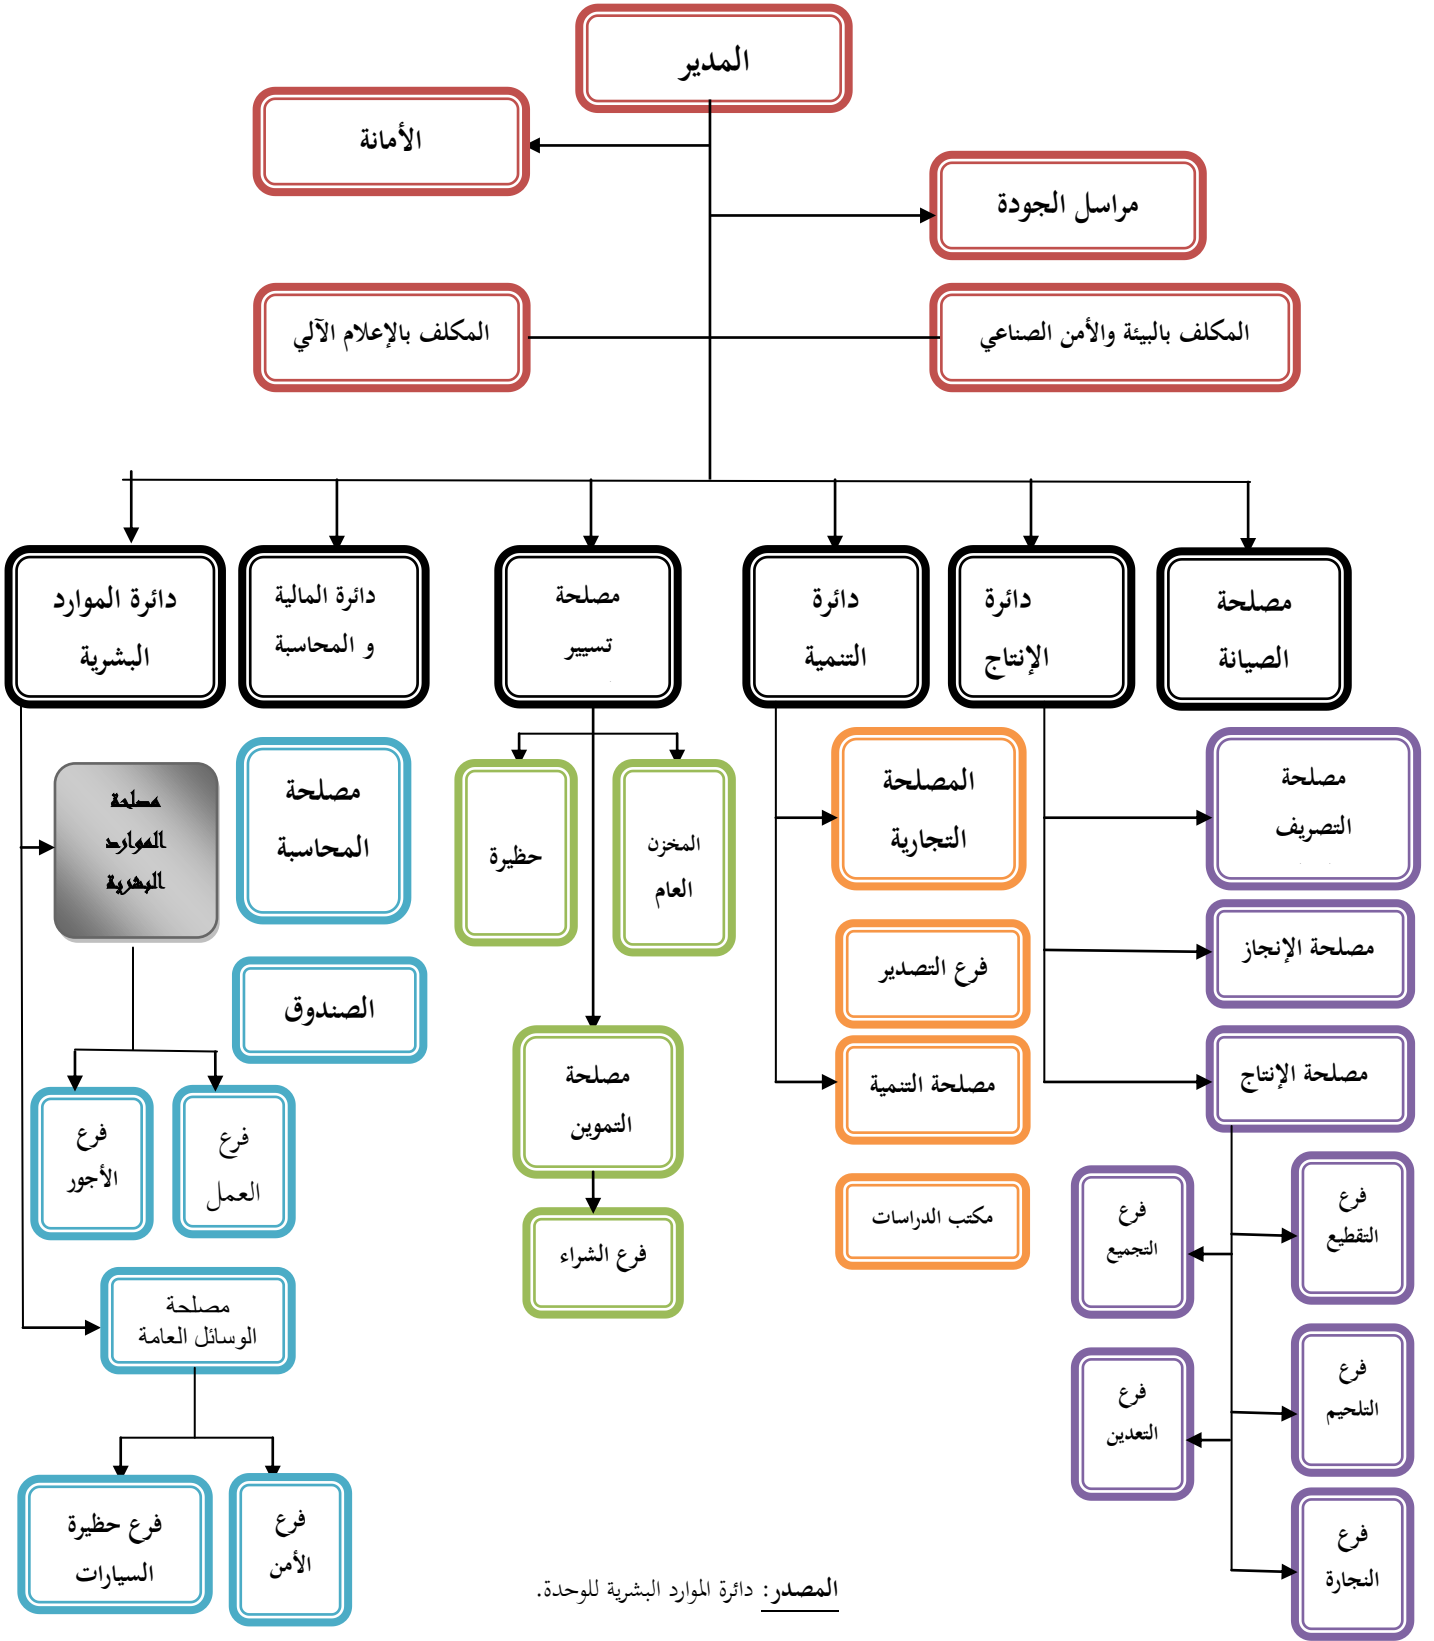 المدير
الأمانة
مراسل الجودة
المكلف بالإعلام الآلي
المكلف بالبيئة والأمن الصناعي
مصلحة
الصيانة
دائرة
الإنتاج
دائرة
التنمية
مصلحة
تسيير
دائرة المالية
و المحاسبة
دائرة الموارد
البشرية
مصلحة
التصريف
مصلحة الإنجاز
مصلحة الإنتاج
فرع
التقطيع
فرع
التجميع
فرع
التلحيم
فرع
التعدين
فرع
النجارة
المصلحة
التجارية
فرع التصدير
مصلحة التنمية
مكتب الدراسات
المخزن
العام
حظيرة
مصلحة
التموين
فرع الشراء
مصلحة
المحاسبة
الصندوق
مصلحة
الموارد
البشرية
فرع
العمل
فرع
الأجور
مصلحة
الوسائل العامة
فرع
الأمن
فرع حظيرة
السيارات
المصدر: دائرة الموارد البشرية للوحدة.